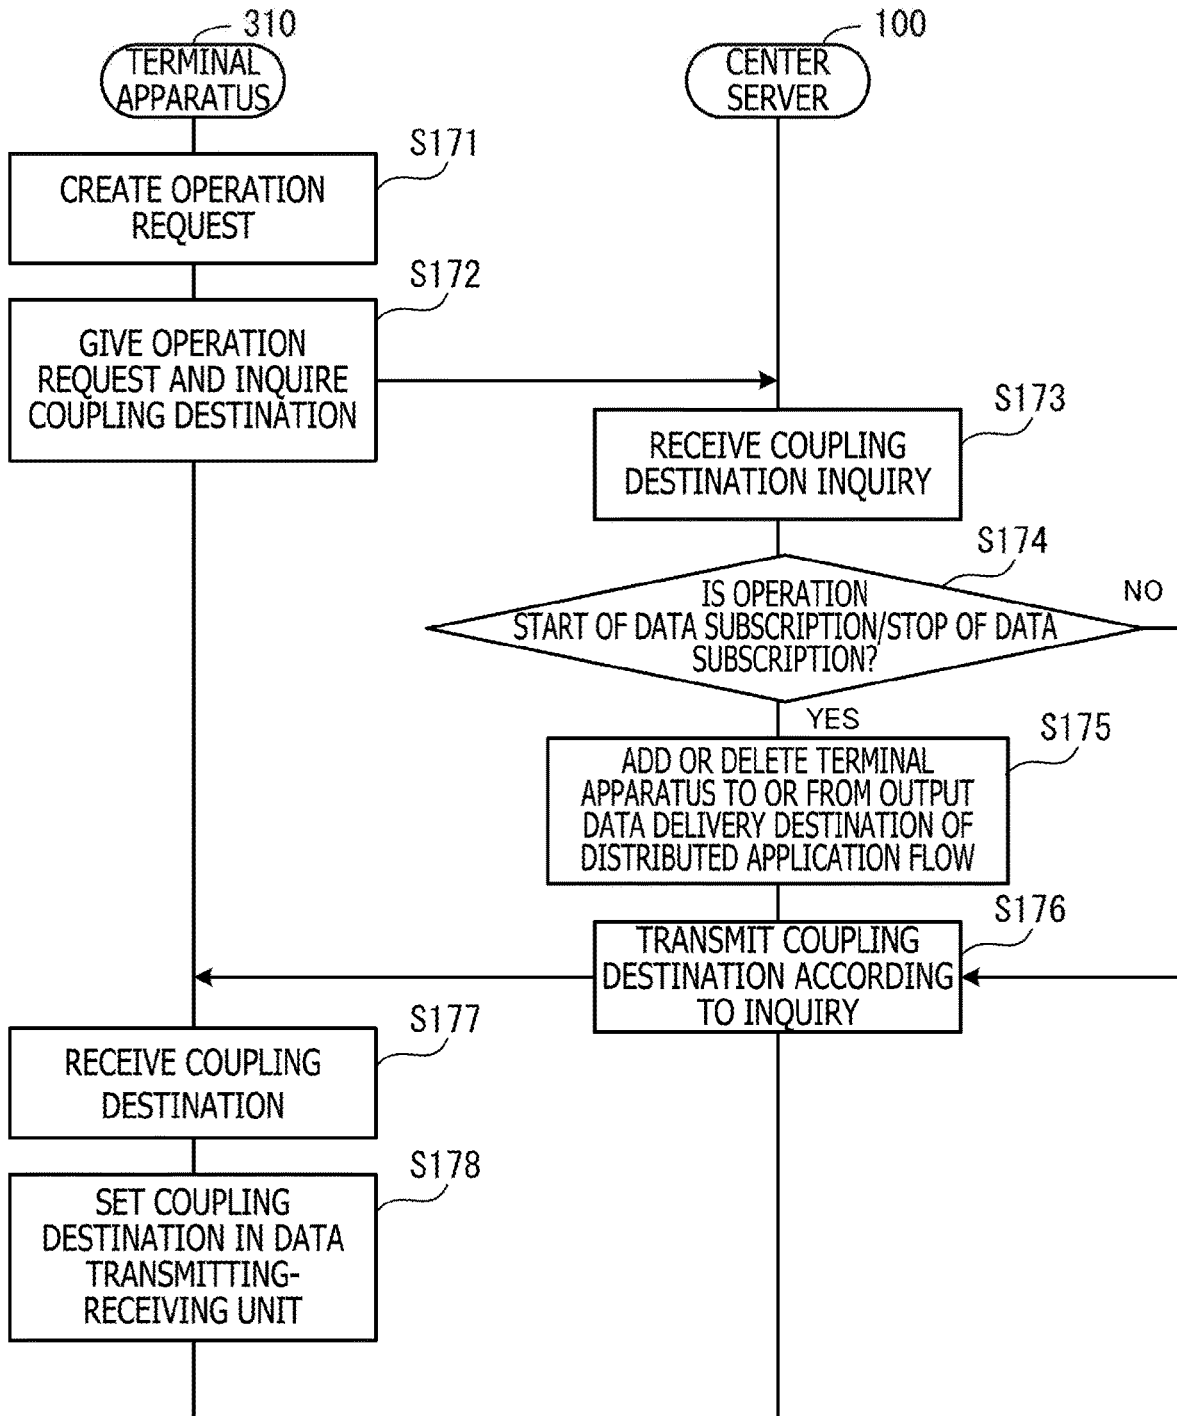 310
TERMINAL
APPARATUS
100
CENTER
SERVER
S171
CREATE OPERATION
REQUEST
S172
GIVE OPERATION
REQUEST AND INQUIRE
COUPLING DESTINATION
S173
RECEIVE COUPLING
DESTINATION INQUIRY
S174
IS OPERATION
START OF DATA SUBSCRIPTION/STOP OF DATA
SUBSCRIPTION?
NO
YES
S175
ADD OR DELETE TERMINAL
APPARATUS TO OR FROM OUTPUT
DATA DELIVERY DESTINATION OF
DISTRIBUTED APPLICATION FLOW
S176
TRANSMIT COUPLING
DESTINATION ACCORDING
TO INQUIRY
S177
RECEIVE COUPLING
DESTINATION
S178
SET COUPLING
DESTINATION IN DATA
TRANSMITTING-
RECEIVING UNIT